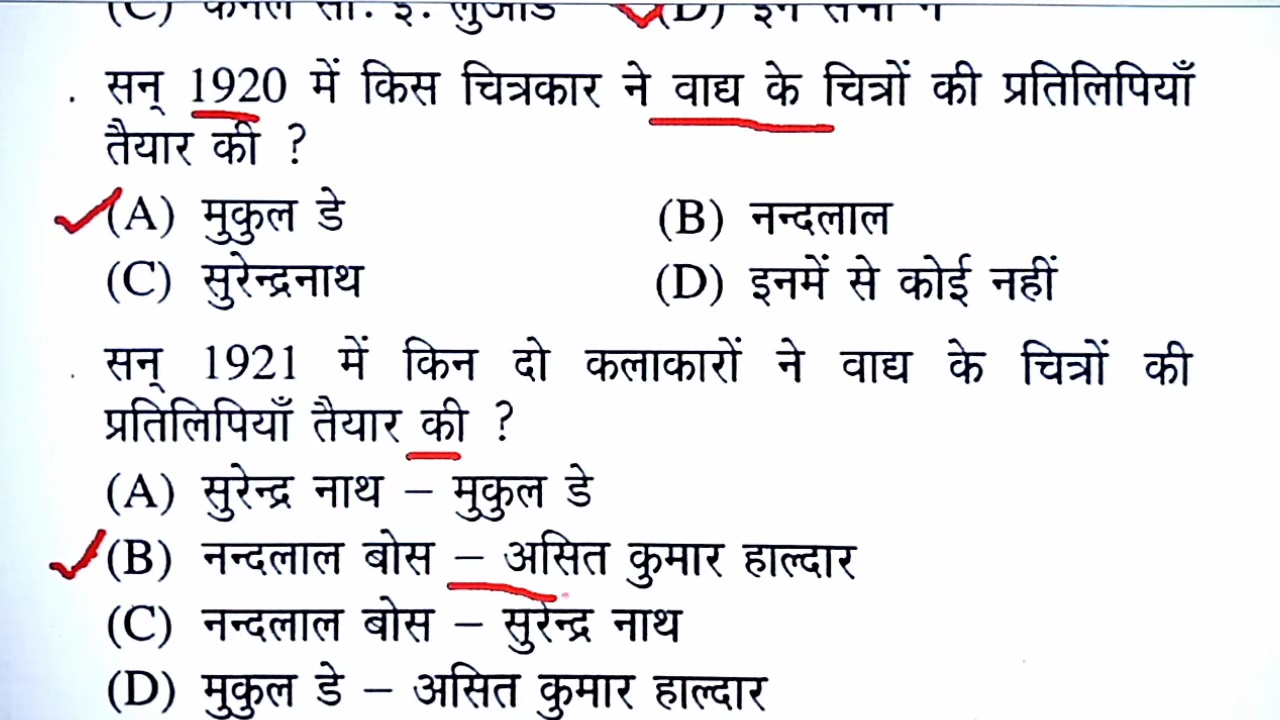 सन् 1920 में किस चित्रकार ने वाद्य के चित्रों की प्रतिलिपियाँ
तैयार की ?
(A) मुकुल डे (B) नन्दलाल
(C) सुरेन्द्रनाथ (D) इनमें से कोई नहीं
सन् 1921 में किन दो कलाकारों ने वाद्य के चित्रों की
प्रतिलिपियाँ तैयार की ?
(A) सुरेन्द्र नाथ – मुकुल डे
(B) नन्दलाल बोस – असित कुमार हाल्दार
(C) नन्दलाल बोस – सुरेन्द्र नाथ
(D) मुकुल डे – असित कुमार हाल्दार